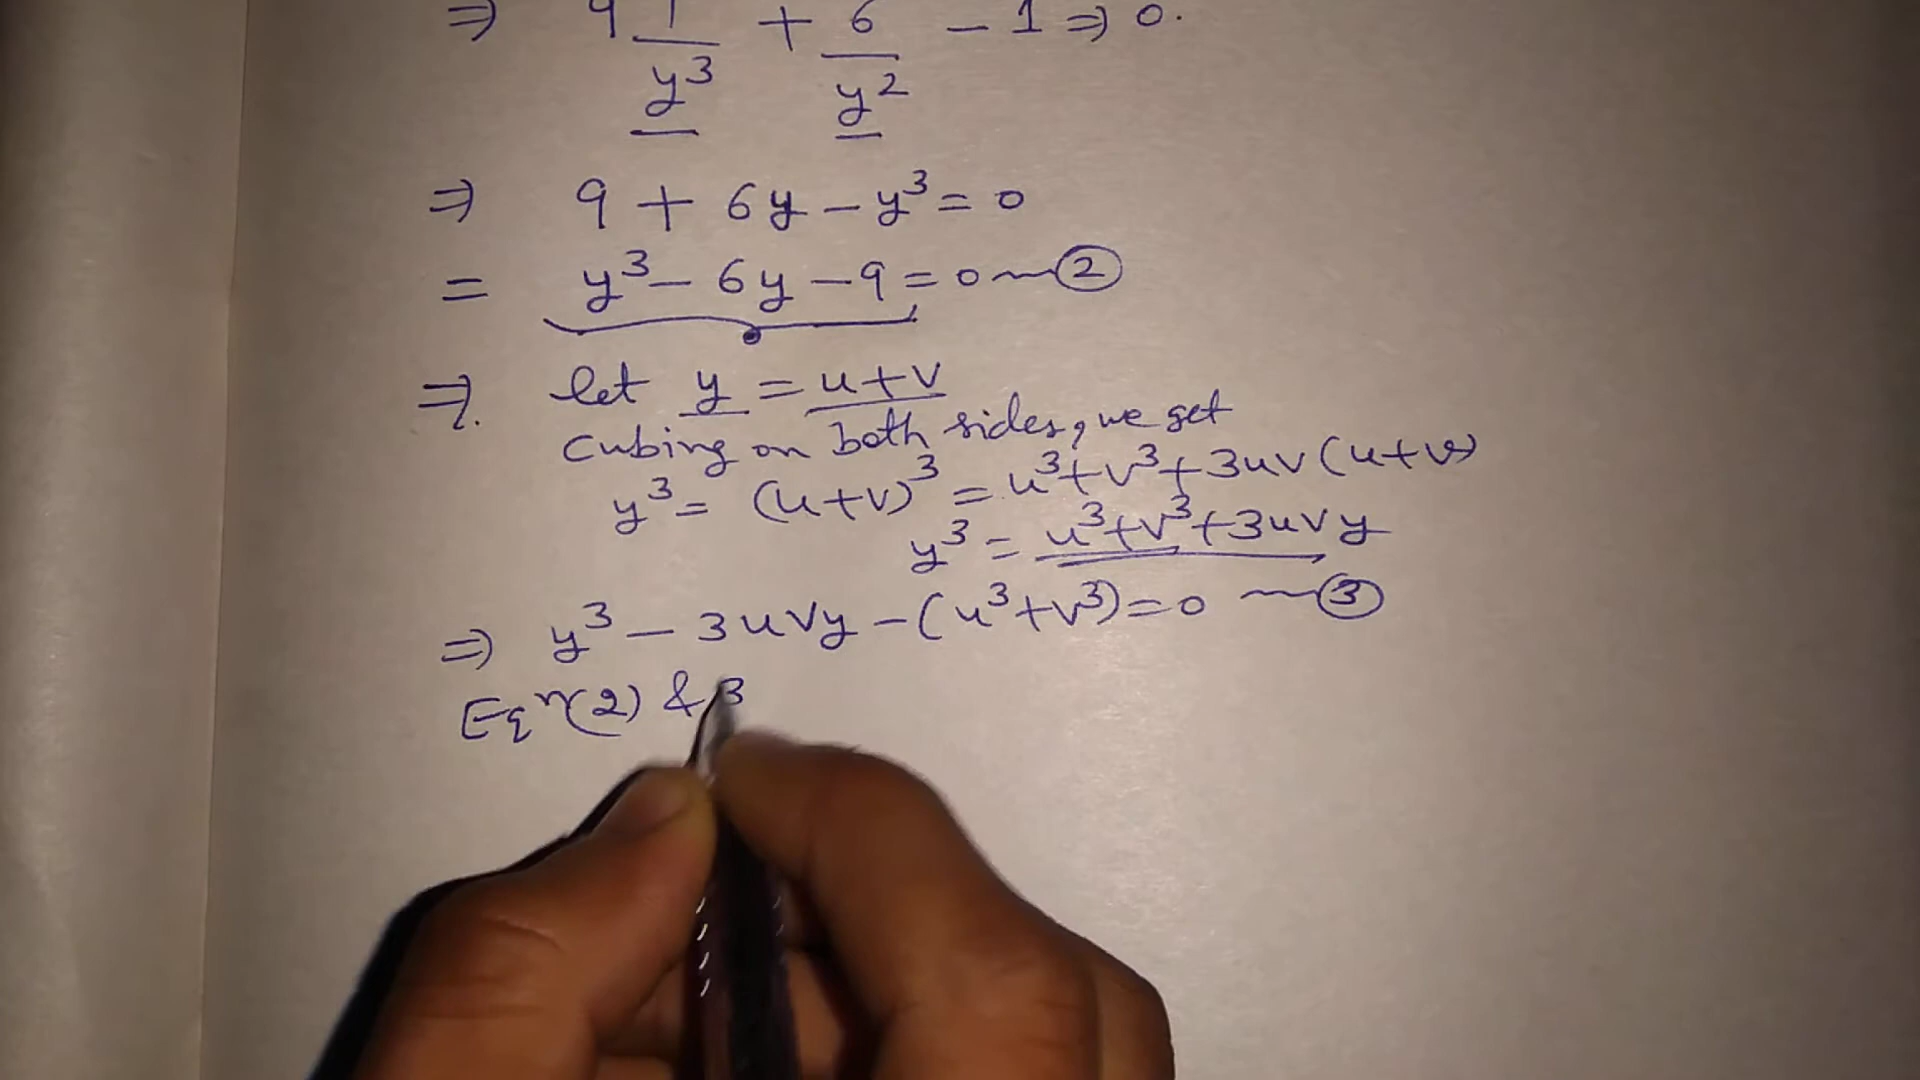 ⇒ 9 1/y³ + 6/y² - 1 ⇒ 0.
⇒ 9 + 6y - y³ = 0
= y³ - 6y - 9 = 0 ~ ②
⇒. let y = u+v
cubing on both sides, we get
y³ = (u+v)³ = u³+v³+3uv(u+v)
y³ = u³+v³+3uvy
⇒ y³ - 3uvy - (u³+v³) = 0 ~ ③
Eqⁿ(2) & 3